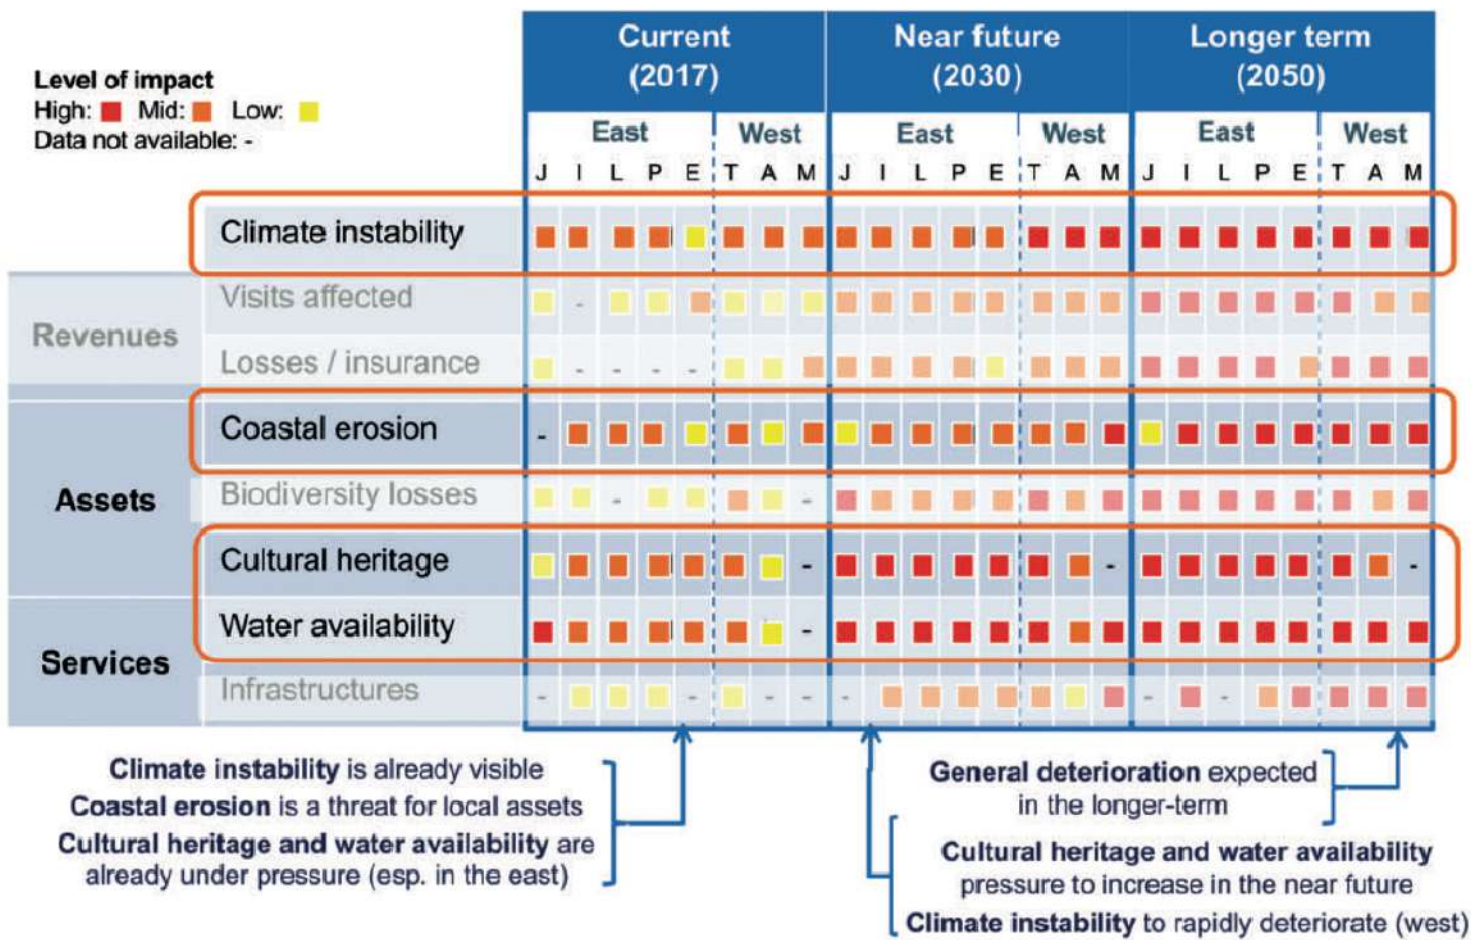 Current
(2017)
Near future
(2030)
Longer term
(2050)
Level of impact
High: Mid: Low:
Data not available: -
East West East West East West
J I L P E T A M J I L P E T A M J I L P E T A M
Climate instability
Visits affected
-
Revenues
Losses / insurance
- - - -
Coastal erosion
-
Assets
Biodiversity losses
- -
Cultural heritage
- - -
Water availability
-
Services
Infrastructures
- - - - - - -
Climate instability is already visible
Coastal erosion is a threat for local assets
Cultural heritage and water availability are
already under pressure (esp. in the east)
General deterioration expected
in the longer-term
Cultural heritage and water availability
pressure to increase in the near future
Climate instability to rapidly deteriorate (west)